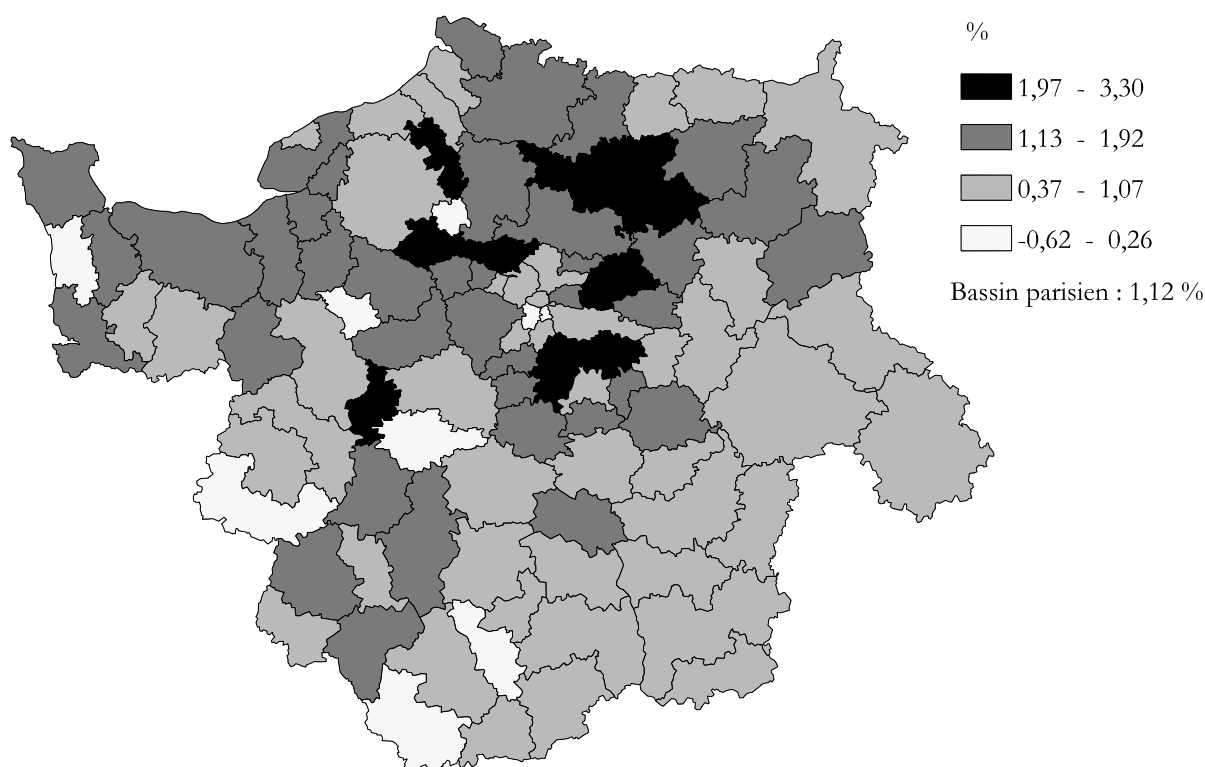 %
1,97 - 3,30
1,13 - 1,92
0,37 - 1,07
-0,62 - 0,26
Bassin parisien : 1,12 %